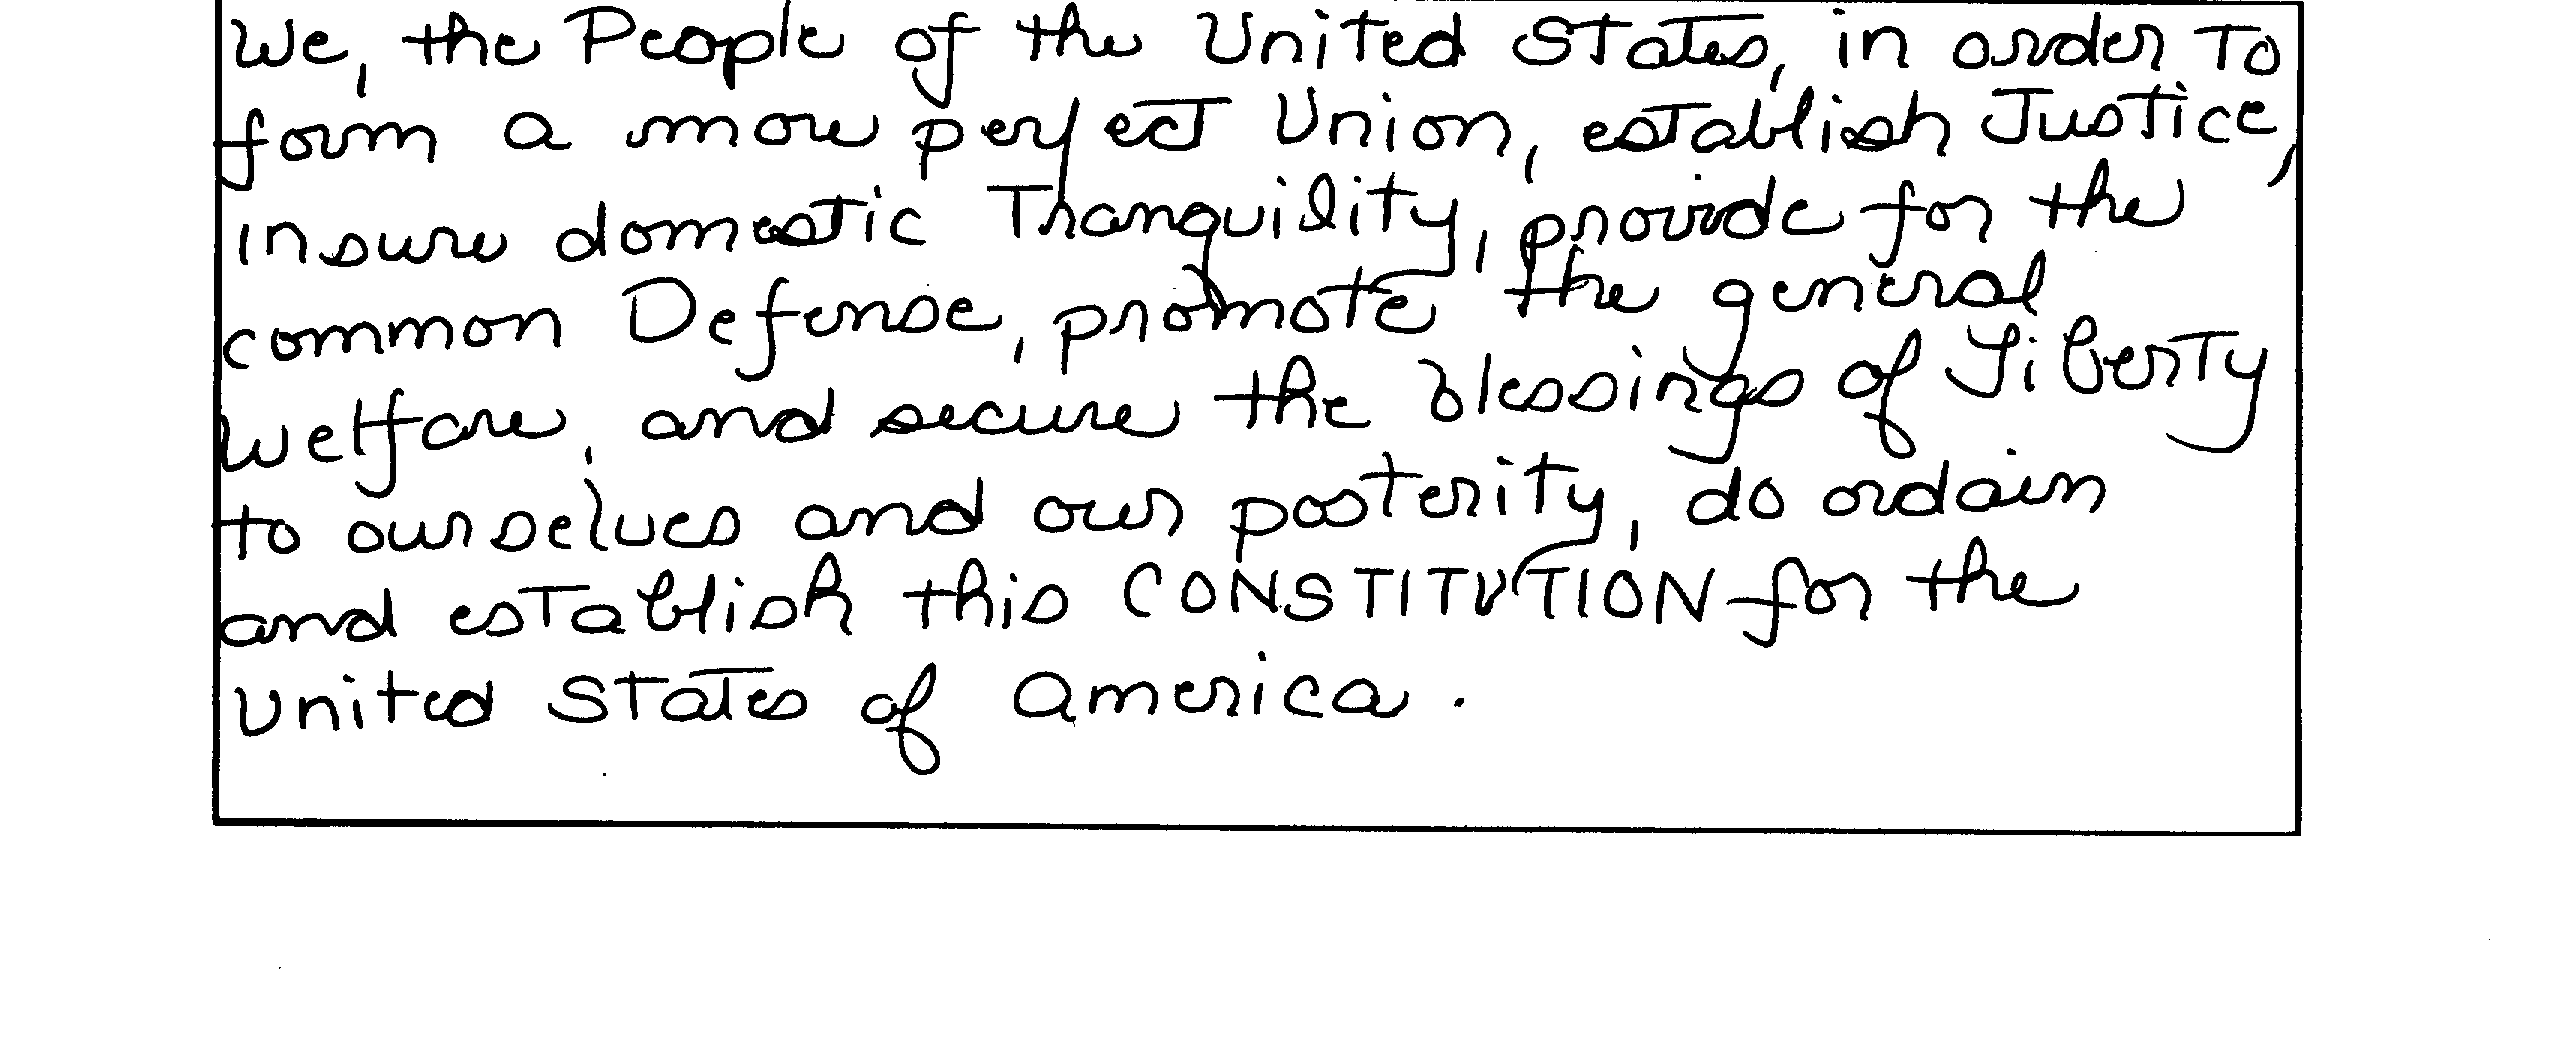 We, the People of the United States, in order to
form a more perfect Union, establish Justice,
insure domestic Tranquility, provide for the
common Defense, promote the general
welfare, and secure the blessings of Liberty
to ourselves and our posterity, do ordain
and establish this CONSTITUTION for the
United States of America.